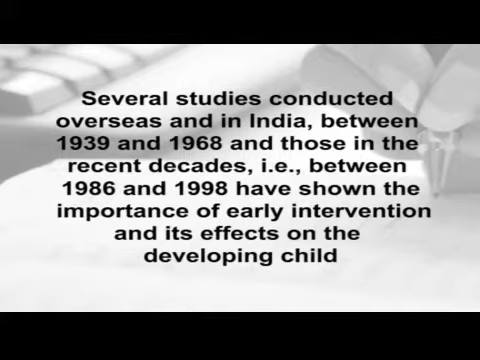 Several studies conducted
overseas and in India, between
1939 and 1968 and those in the
recent decades, i.e., between
1986 and 1998 have shown the
importance of early intervention
and its effects on the
developing child